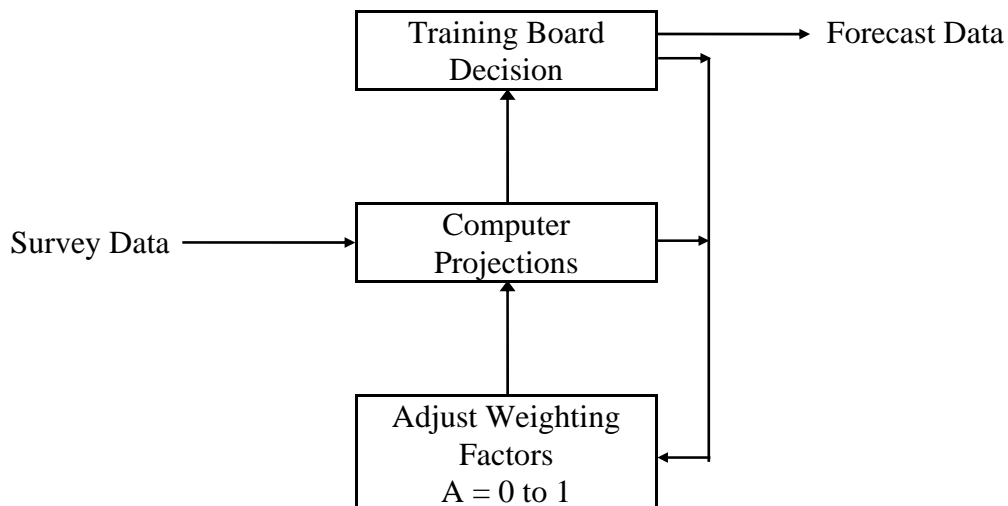 Training Board
Decision
Forecast Data
Survey Data
Computer
Projections
Adjust Weighting
Factors
A = 0 to 1